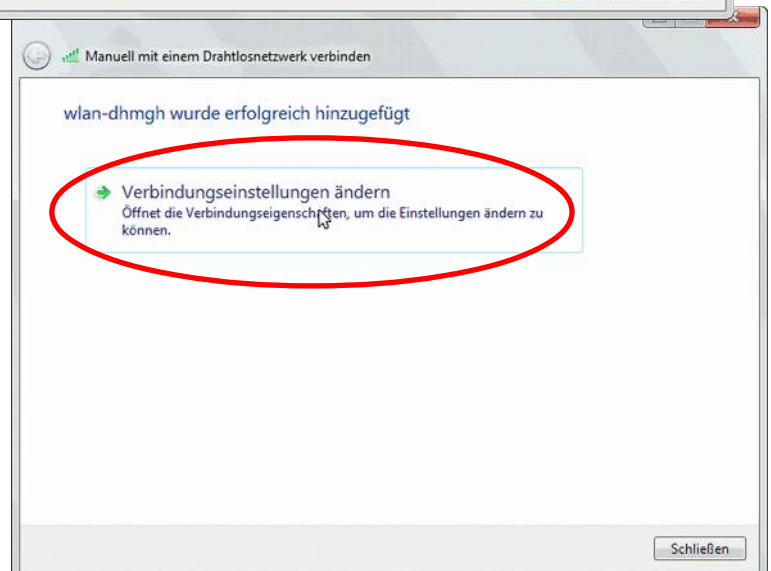 Manuell mit einem Drahtlosnetzwerk verbinden
wlan-dhmgh wurde erfolgreich hinzugefügt
Verbindungseinstellungen ändern
Öffnet die Verbindungseigenschaften, um die Einstellungen ändern zu
können.
Schließen